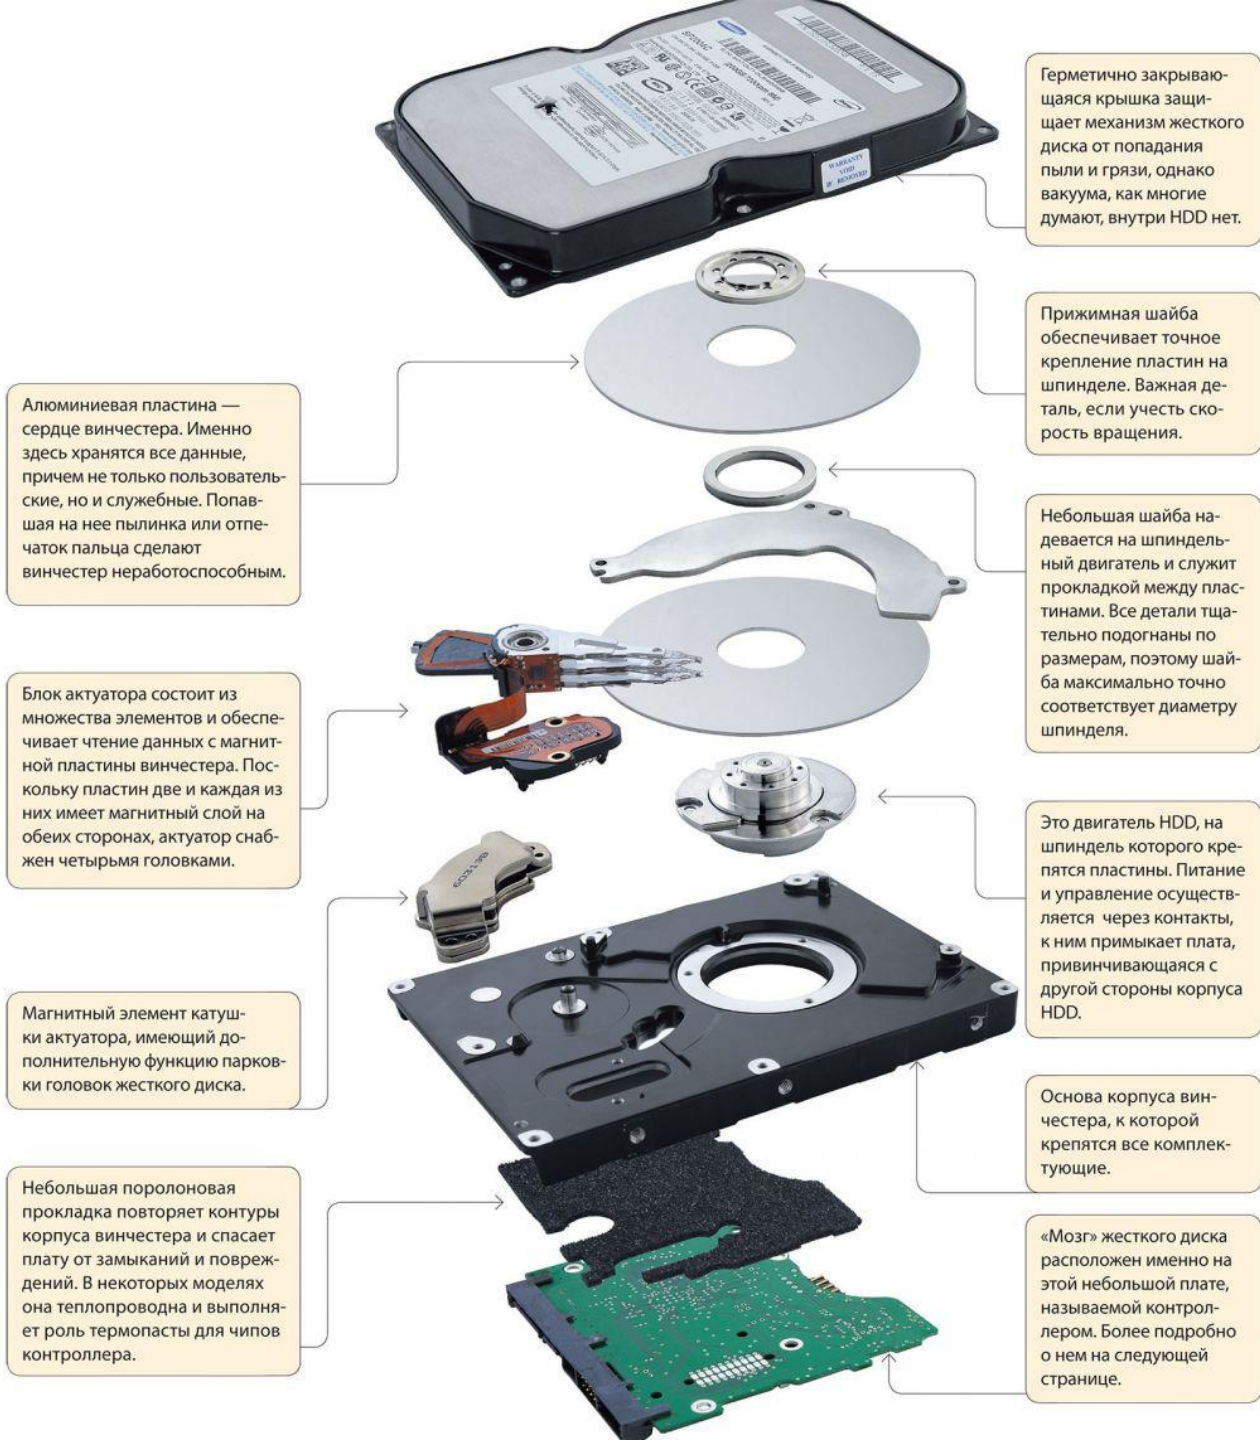 SAMSUNG
SP2004C
WARRANTY
VOID
IF REMOVED
Герметично закрываю-
щаяся крышка защи-
щает механизм жесткого
диска от попадания
пыли и грязи, однако
вакуума, как многие
думают, внутри HDD нет.
Прижимная шайба
обеспечивает точное
крепление пластин на
шпинделе. Важная де-
таль, если учесть ско-
рость вращения.
Алюминиевая пластина —
сердце винчестера. Именно
здесь хранятся все данные,
причем не только пользователь-
ские, но и служебные. Попав-
шая на нее пылинка или отпе-
чаток пальца сделают
винчестер неработоспособным.
Небольшая шайба на-
девается на шпиндель-
ный двигатель и служит
прокладкой между плас-
тинами. Все детали тща-
тельно подогнаны по
размерам, поэтому шай-
ба максимально точно
соответствует диаметру
шпинделя.
Блок актуатора состоит из
множества элементов и обеспе-
чивает чтение данных с магнит-
ной пластины винчестера. Пос-
кольку пластин две и каждая из
них имеет магнитный слой на
обеих сторонах, актуатор снаб-
жен четырьмя головками.
Это двигатель HDD, на
шпиндель которого кре-
пятся пластины. Питание
и управление осуществ-
ляется через контакты,
к ним примыкает плата,
привинчивающаяся с
другой стороны корпуса
HDD.
Магнитный элемент катуш-
ки актуатора, имеющий до-
полнительную функцию парков-
ки головок жесткого диска.
Основа корпуса вин-
честера, к которой
крепятся все комплек-
тующие.
Небольшая поролоновая
прокладка повторяет контуры
корпуса винчестера и спасает
плату от замыканий и повреж-
дений. В некоторых моделях
она теплопроводна и выполня-
ет роль термопасты для чипов
контроллера.
«Мозг» жесткого диска
расположен именно на
этой небольшой плате,
называемой контрол-
лером. Более подробно
о нем на следующей
странице.